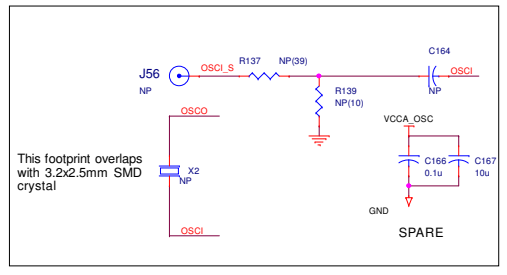 C164
R137
OSCI_S
NP(39)
OSCI
J56
NP
NP
R139
NP(10)
OSCO
VCCA_OSC
This footprint overlaps
with 3.2x2.5mm SMD
crystal
X2
NP
C166
0.1u
C167
10u
GND
OSCI
SPARE